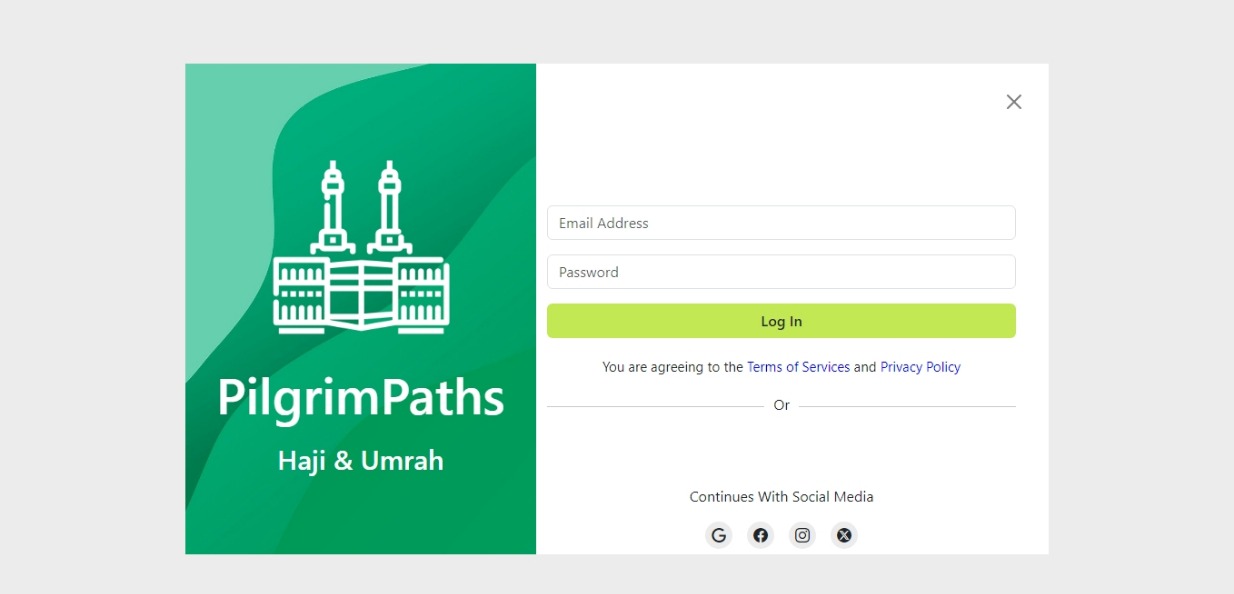 PilgrimPaths
Haji & Umrah
Email Address
Password
Log In
You are agreeing to the Terms of Services and Privacy Policy
Or
Continues With Social Media